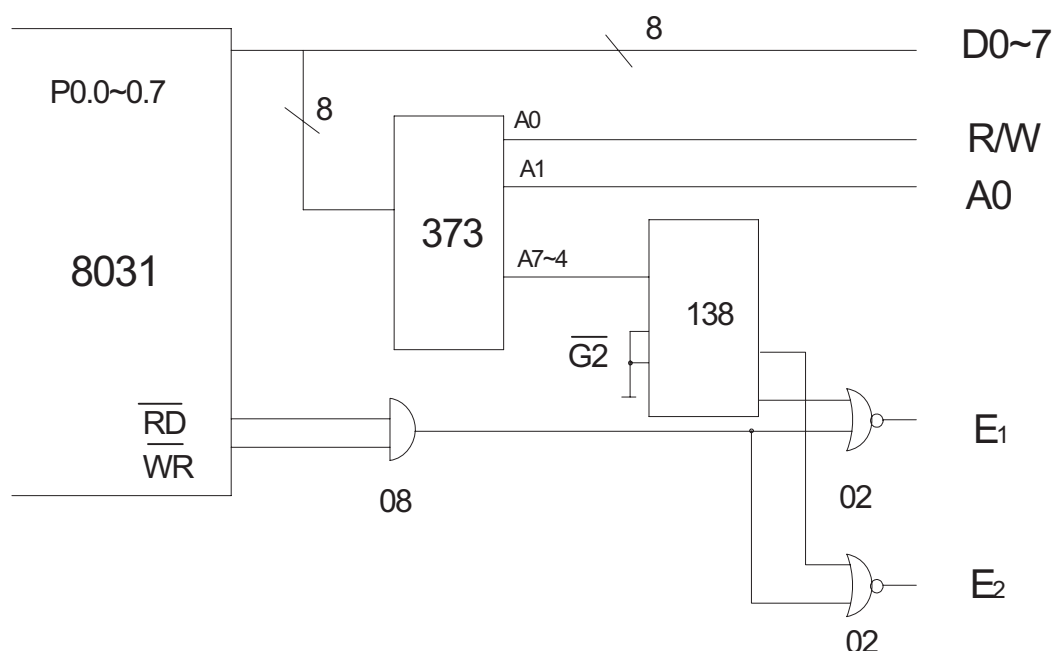 8
D0~7
P0.0~0.7
8
A0
R/W
A1
A0
373
8031
A7~4
138
G2
RD
WR
E1
08
02
E2
02